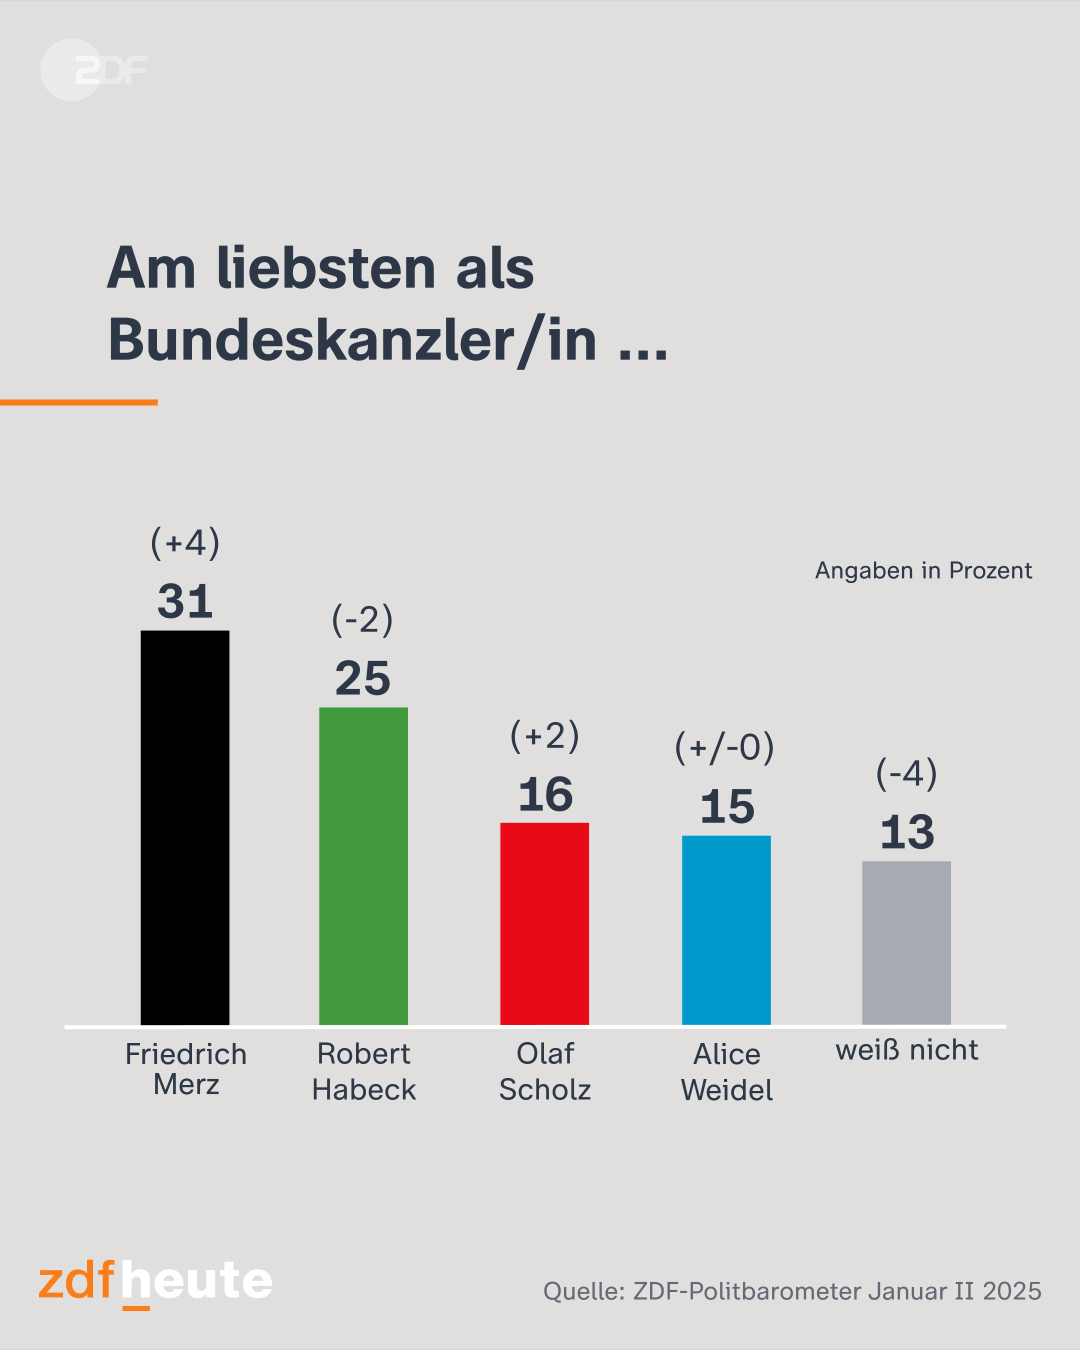 ZDF
Am liebsten als
Bundeskanzler/in ...
Angaben in Prozent
(+4)
31
(-2)
25
(+2)
16
(+/-0)
15
(-4)
13
Friedrich
Merz
Robert
Habeck
Olaf
Scholz
Alice
Weidel
weiß nicht
zdfheute
Quelle: ZDF-Politbarometer Januar II 2025